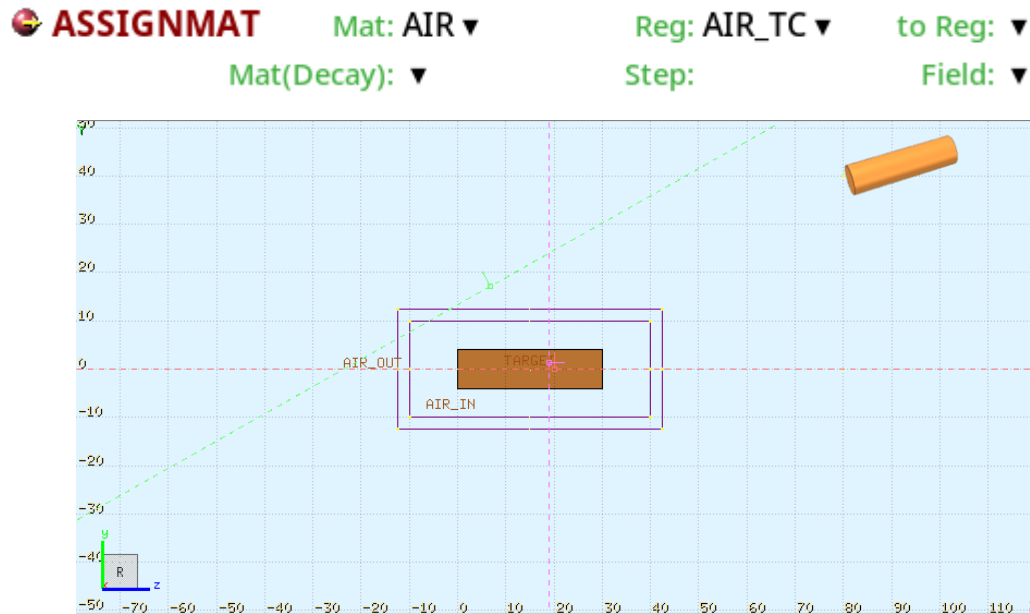 ASSIGNMAT Mat: AIR ▼ Reg: AIR_TC ▼ to Reg: ▼
Mat(Decay): ▼ Step: Field: ▼
40
30
20
10
0
-10
-20
-30
-40
-50
AIR_OUT
TARGE
AIR_IN
y
R
z
-70 -60 -50 -40 -30 -20 -10 0 10 20 30 40 50 60 70 80 90 100 110